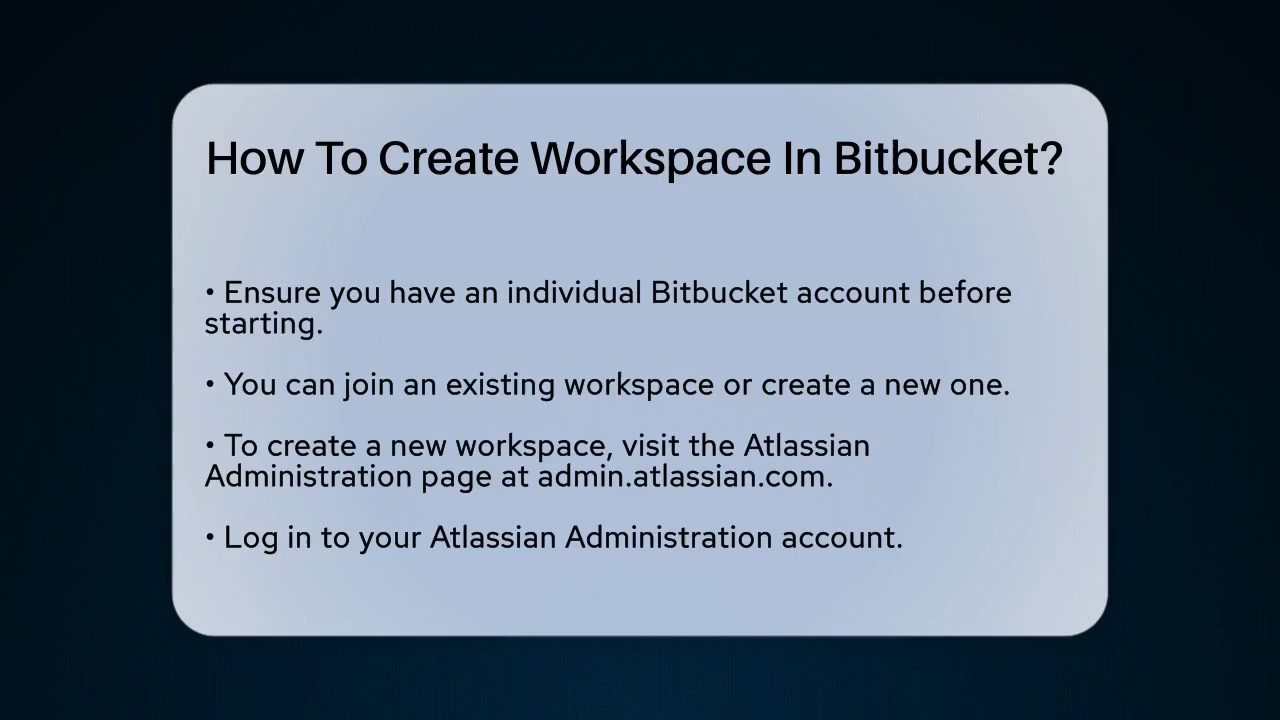 How To Create Workspace In Bitbucket?
• Ensure you have an individual Bitbucket account before
starting.
• You can join an existing workspace or create a new one.
• To create a new workspace, visit the Atlassian
Administration page at admin.atlassian.com.
• Log in to your Atlassian Administration account.